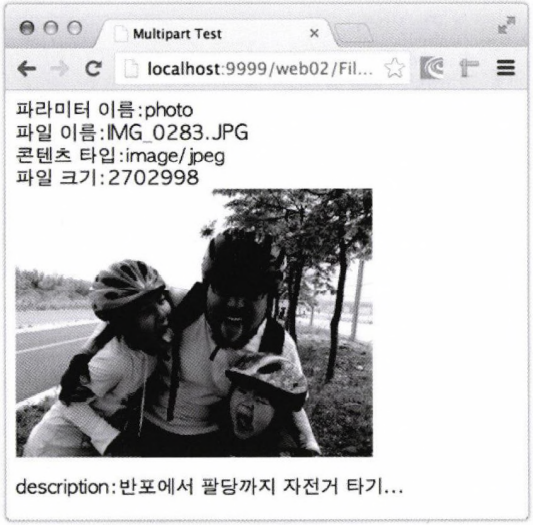 Multipart Test
localhost:9999/web02/Fil...
파라미터 이름:photo
파일 이름:IMG_0283.JPG
콘텐츠 타입:image/jpeg
파일 크기:2702998
description:반포에서 팔당까지 자전거 타기...